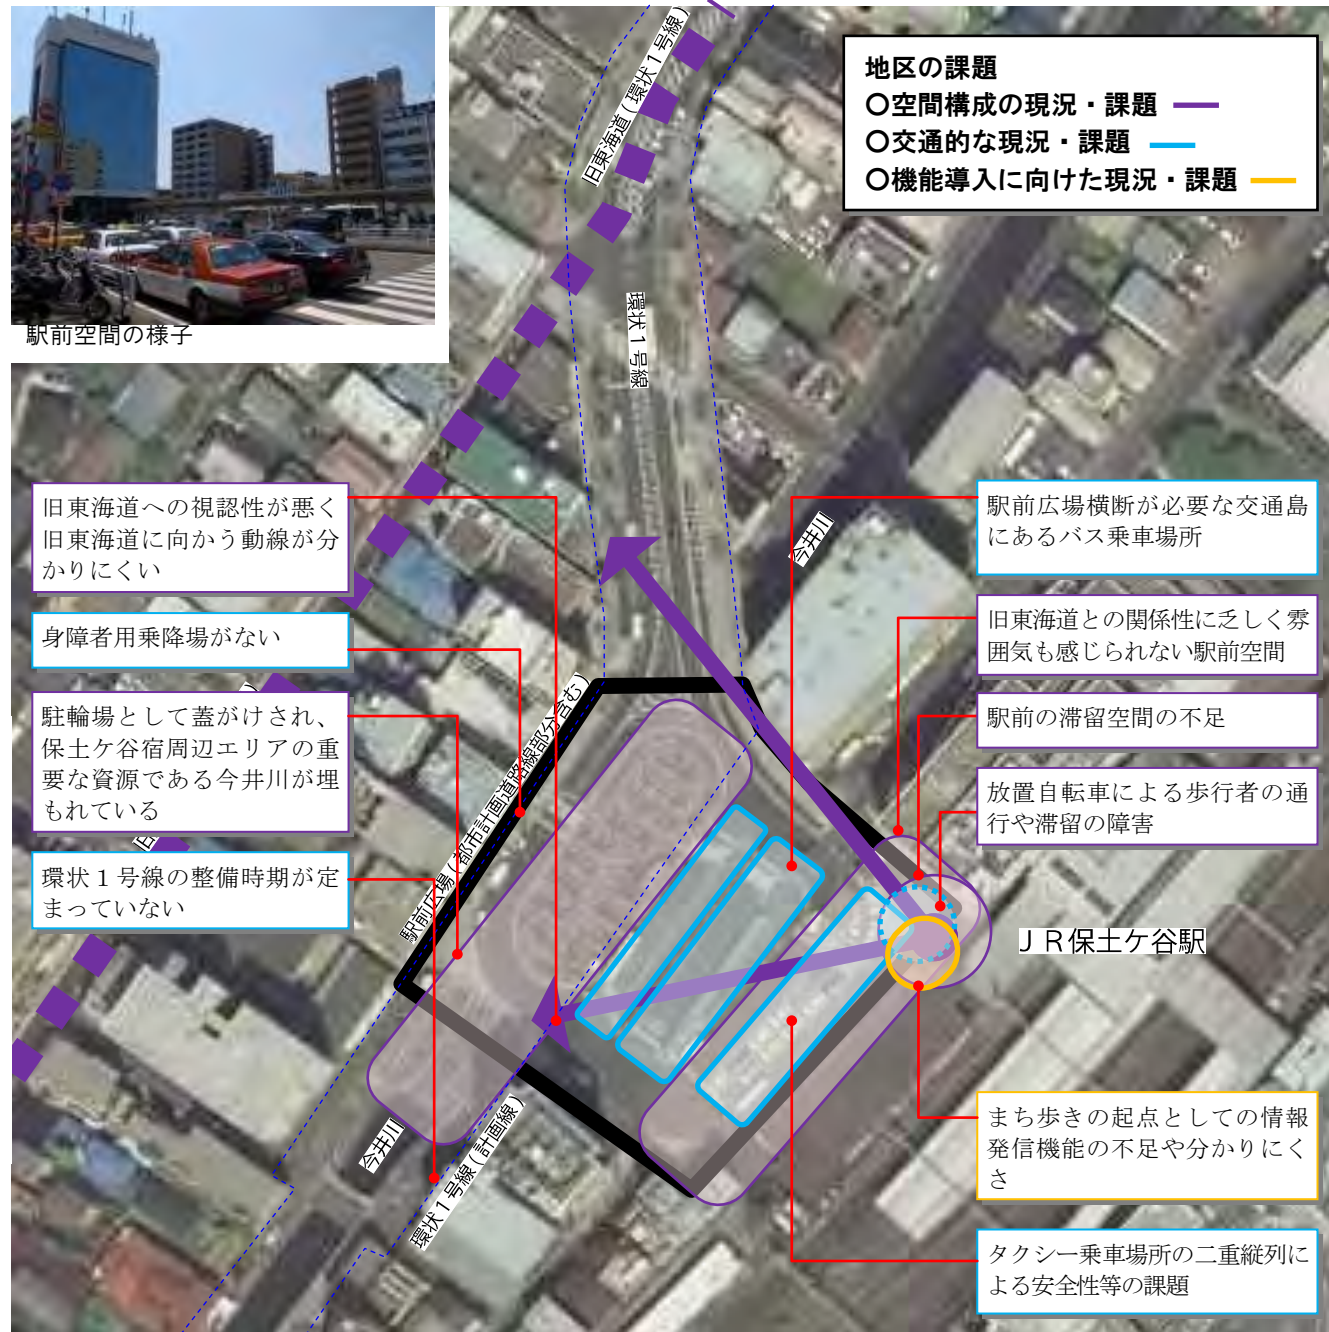 地区の課題
〇空間構成の現況・課題
〇交通的な現況・課題
〇機能導入に向けた現況・課題
駅前空間の様子
旧東海道(環状1号線)
環状1号線
今井川
旧東海道への視認性が悪く
旧東海道に向かう動線が分
かりにくい
身障者用乗降場がない
駐輪場として蓋がけされ、
保土ケ谷宿周辺エリアの重
要な資源である今井川が埋
もれている
環状1号線の整備時期が定
まっていない
駅前広場(都市計画道路線部分含む)
今井川
環状1号線(計画線)
駅前広場横断が必要な交通島
にあるバス乗車場所
旧東海道との関係性に乏しく雰
囲気も感じられない駅前空間
駅前の滞留空間の不足
放置自転車による歩行者の通
行や滞留の障害
JR保土ケ谷駅
まち歩きの起点としての情報
発信機能の不足や分かりにく
さ
タクシー乗車場所の二重縦列に
よる安全性等の課題